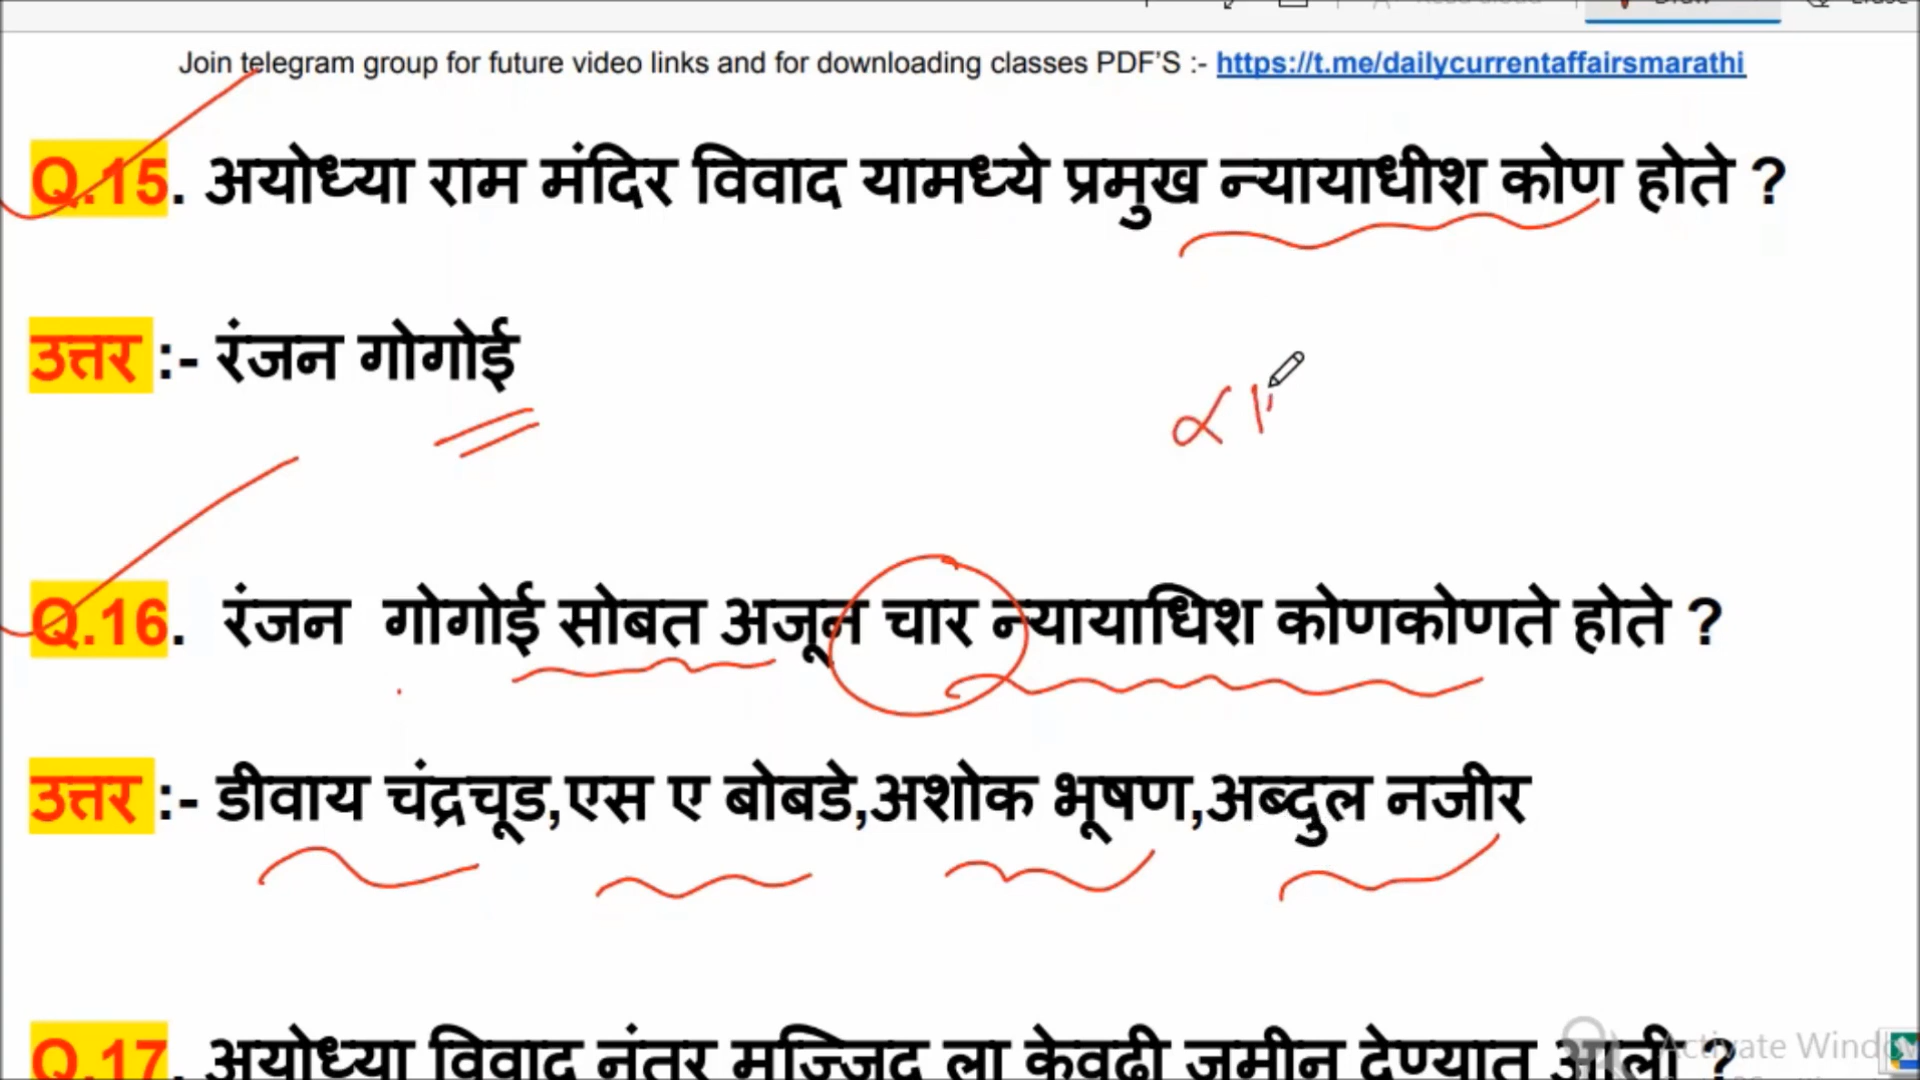 Join telegram group for future video links and for downloading classes PDF'S :- https://t.me/dailycurrentaffairsmarathi
Q.15. अयोध्या राम मंदिर विवाद यामध्ये प्रमुख न्यायाधीश कोण होते ?
उत्तर :- रंजन गोगोई
Q.16. रंजन गोगोई सोबत अजून चार न्यायाधिश कोणकोणते होते ?
उत्तर :- डीवाय चंद्रचूड,एस ए बोबडे,अशोक भूषण,अब्दुल नजीर
Q.17. अयोध्या विवाद नंतर मज्जिद ला केवढी जमीन देण्यात आली ?
Activate Windo